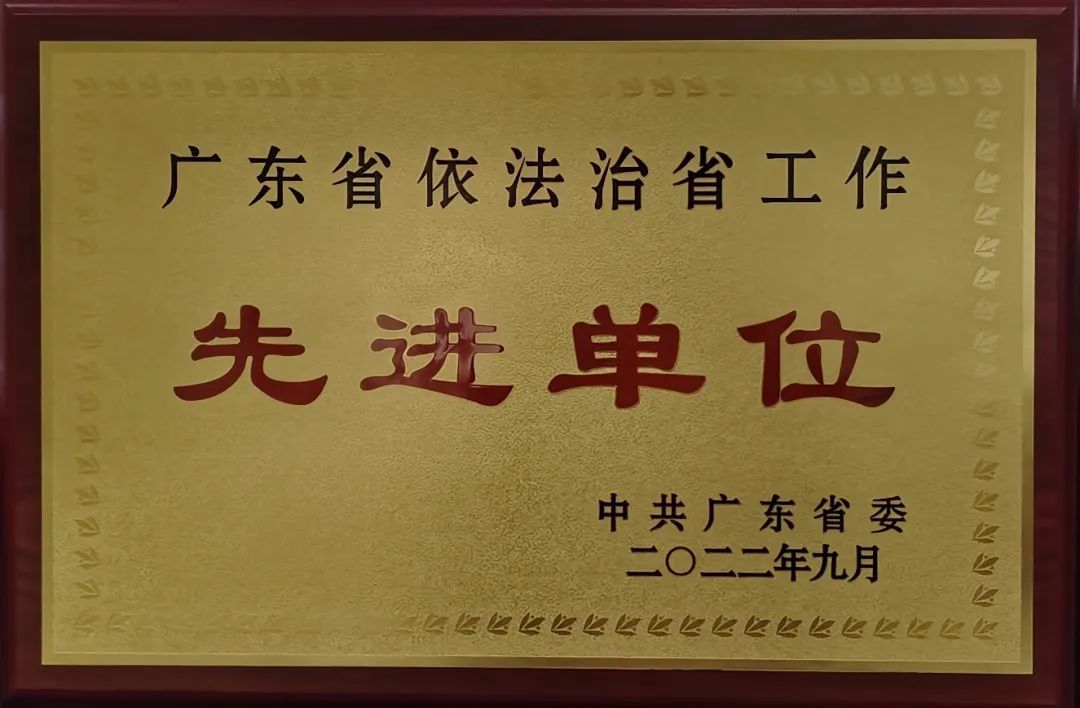 广东省依法治省工作
先进单位
中共广东省委
二〇二二年九月